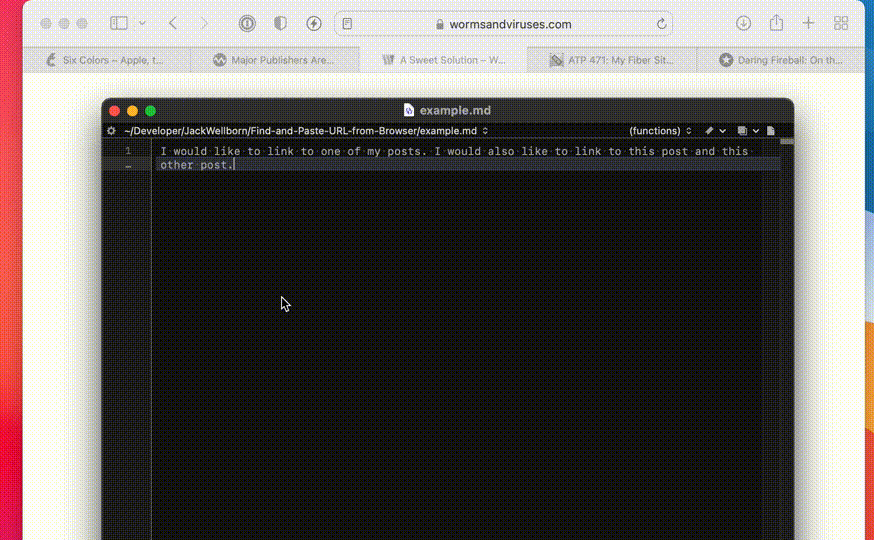 wormsandviruses.com
Six Colors – Apple, t...
Major Publishers Are...
A Sweet Solution – W...
ATP 471: My Fiber Sit...
Daring Fireball: On th...
example.md
~/Developer/JackWellborn/Find-and-Paste-URL-from-Browser/example.md
(functions)
1
I would like to link to one of my posts. I would also like to link to this post and this
other post.